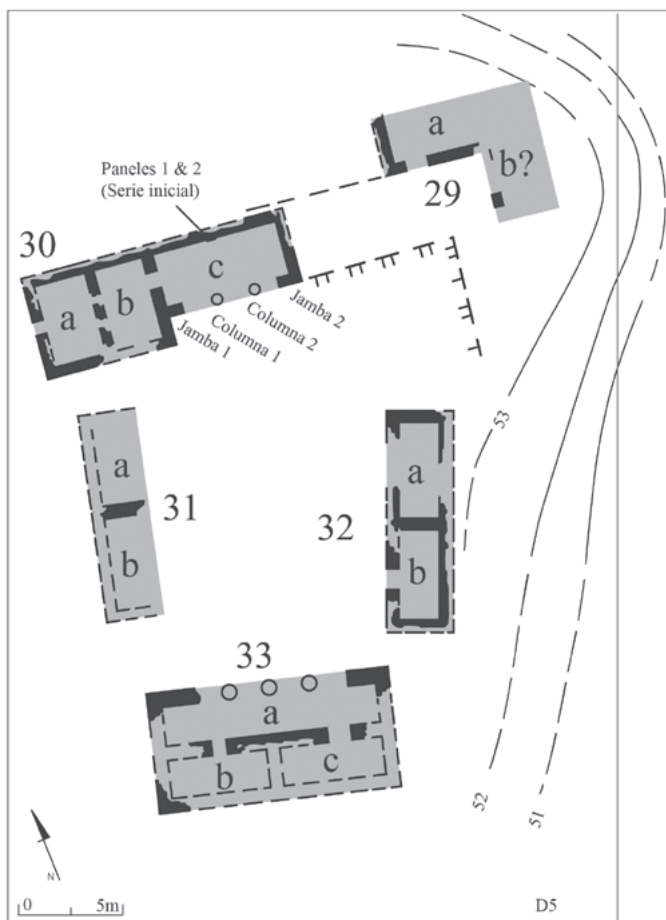 a
b?
29
Paneles 1 & 2
(Serie inicial)
30
c
b
a
Jamba 1
Columna 1
Columna 2
Jamba 2
53
a
31
b
32
a
b
33
a
b
c
52
51
N
0 5m
D5